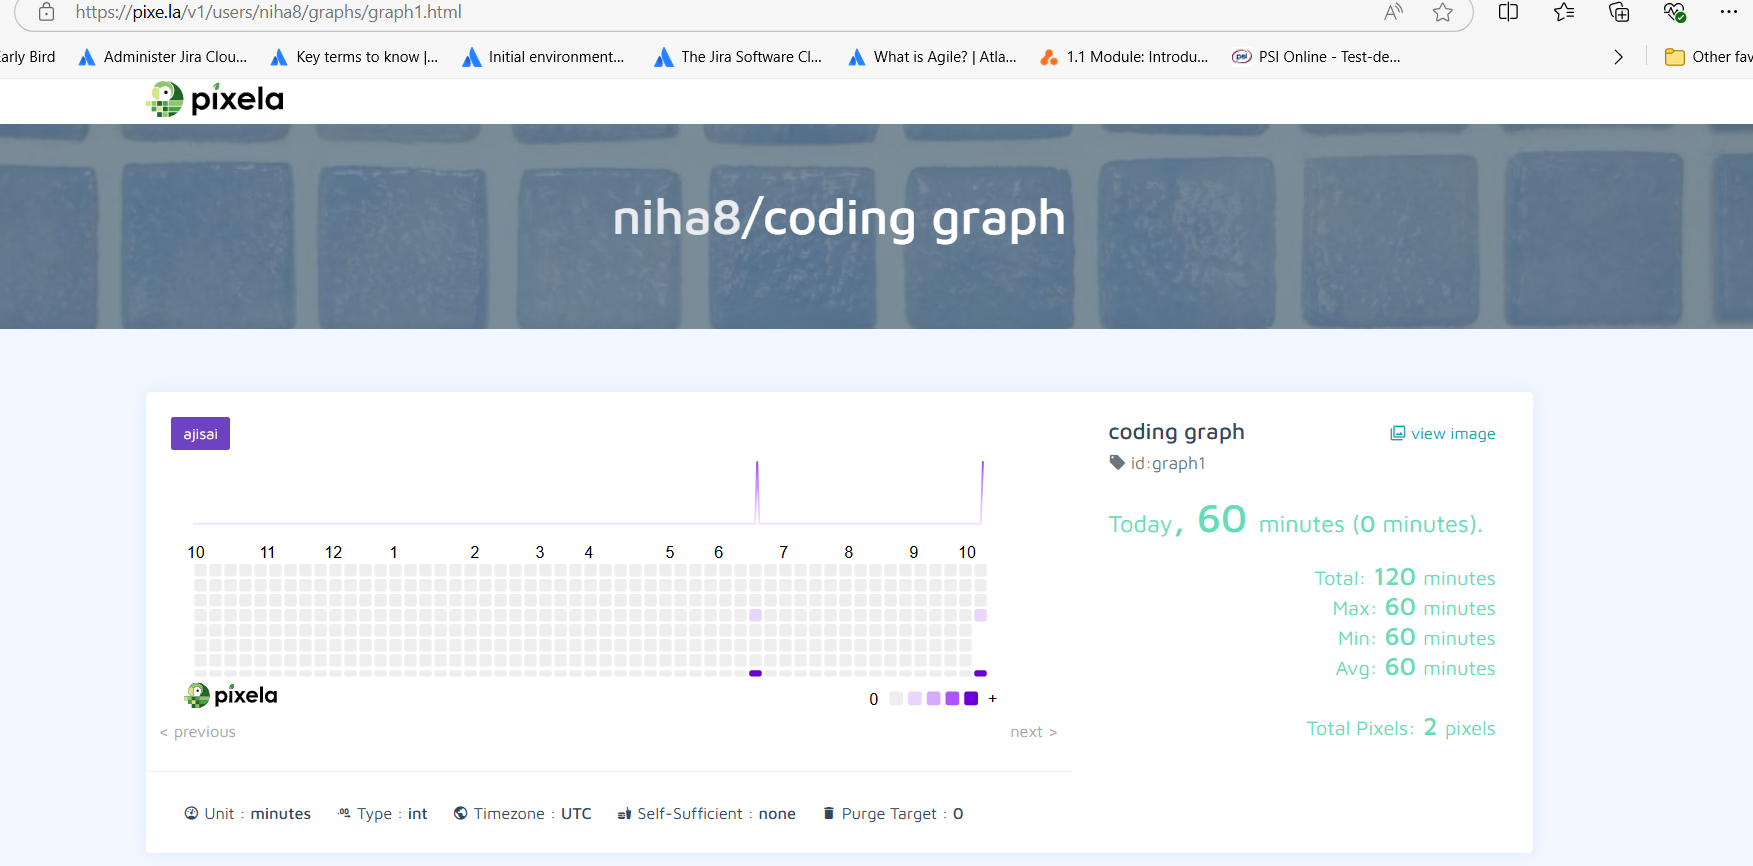 https://pixe.la/v1/users/niha8/graphs/graph1.html
arly Bird Administer Jira Clou... Key terms to know |... Initial environment... The Jira Software Cl... What is Agile? | Atla... 1.1 Module: Introdu... PSI Online - Test-de... Other fav
pixela
niha8/coding graph
ajisai
10 11 12 1 2 3 4 5 6 7 8 9 10
pixela
0 +
< previous next >
Unit : minutes Type : int Timezone : UTC Self-Sufficient : none Purge Target : 0
coding graph view image
id:graph1
Today, 60 minutes (0 minutes).
Total: 120 minutes
Max: 60 minutes
Min: 60 minutes
Avg: 60 minutes
Total Pixels: 2 pixels